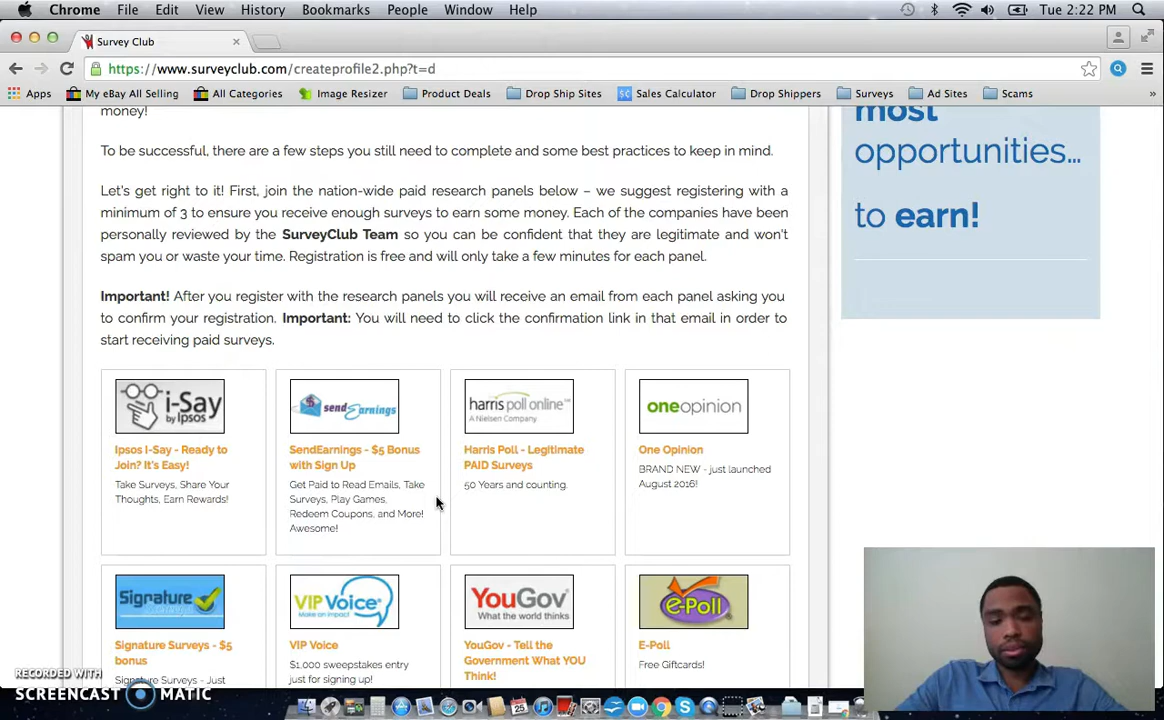 Chrome File Edit View History Bookmarks People Window Help Tue 2:22 PM
Survey Club
https://www.surveyclub.com/createprofile2.php?t=d
Apps My eBay All Selling All Categories Image Resizer Product Deals Drop Ship Sites Sales Calculator Drop Shippers Surveys Ad Sites Scams »
money!
To be successful, there are a few steps you still need to complete and some best practices to keep in mind.
Let's get right to it! First, join the nation-wide paid research panels below – we suggest registering with a
minimum of 3 to ensure you receive enough surveys to earn some money. Each of the companies have been
personally reviewed by the SurveyClub Team so you can be confident that they are legitimate and won't
spam you or waste your time. Registration is free and will only take a few minutes for each panel.
Important! After you register with the research panels you will receive an email from each panel asking you
to confirm your registration. Important: You will need to click the confirmation link in that email in order to
start receiving paid surveys.
most
opportunities...
to earn!
i-Say
by Ipsos
Ipsos I-Say - Ready to
Join? It's Easy!
Take Surveys, Share Your
Thoughts, Earn Rewards!
sendEarnings
SendEarnings - $5 Bonus
with Sign Up
Get Paid to Read Emails, Take
Surveys, Play Games,
Redeem Coupons, and More!
Awesome!
harris poll online
A Nielsen Company
Harris Poll - Legitimate
PAID Surveys
50 Years and counting.
oneopinion
One Opinion
BRAND NEW - just launched
August 2016!
Signature
Signature Surveys - $5
bonus
Signature Surveys - Just
VIP Voice
Make an Impact
VIP Voice
$1,000 sweepstakes entry
just for signing up!
YouGov
What the world thinks
YouGov - Tell the
Government What YOU
Think!
e-Poll
E-Poll
Free Giftcards!
RECORDED WITH
SCREENCAST MATIC
25